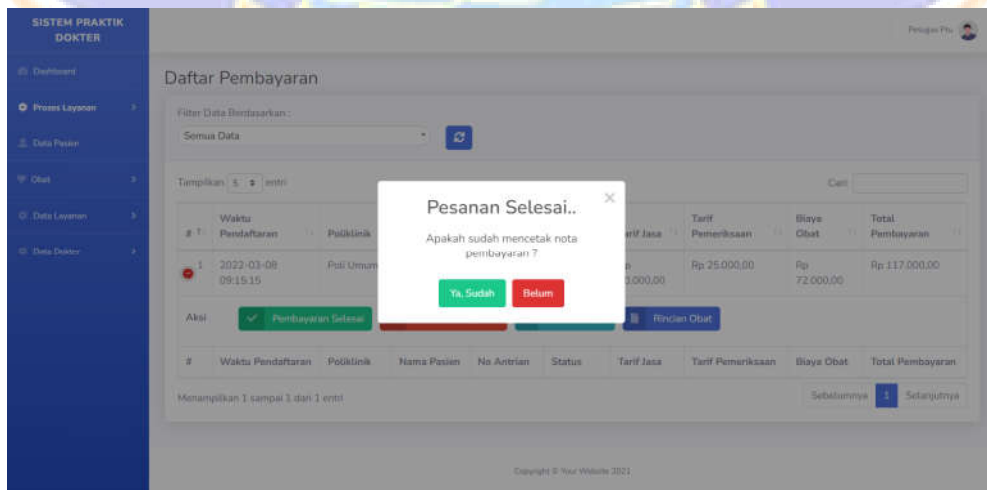 SISTEM PRAKTIK
DOKTER
Petugas Ptu
Dashboard
Proses Layanan
Data Pasien
Obat
Data Layanan
Data Dokter
Daftar Pembayaran
Filter Data Berdasarkan :
Semua Data
Tampilkan 5 entri
Cari:
Pesanan Selesai..
Apakah sudah mencetak nota
pembayaran ?
Ya, Sudah Belum
# Waktu Pendaftaran Poliklinik Tarif Jasa Tarif Pemeriksaan Biaya Obat Total Pembayaran
1 2022-03-08 09:15:15 Poli Umum Rp 25.000,00 Rp 72.000,00 Rp 117.000,00
Aksi Pembayaran Selesai Rincian Obat
# Waktu Pendaftaran Poliklinik Nama Pasien No Antrian Status Tarif Jasa Tarif Pemeriksaan Biaya Obat Total Pembayaran
Menampilkan 1 sampai 1 dari 1 entri
Sebelumnya 1 Selanjutnya
Copyright © Your Website 2021